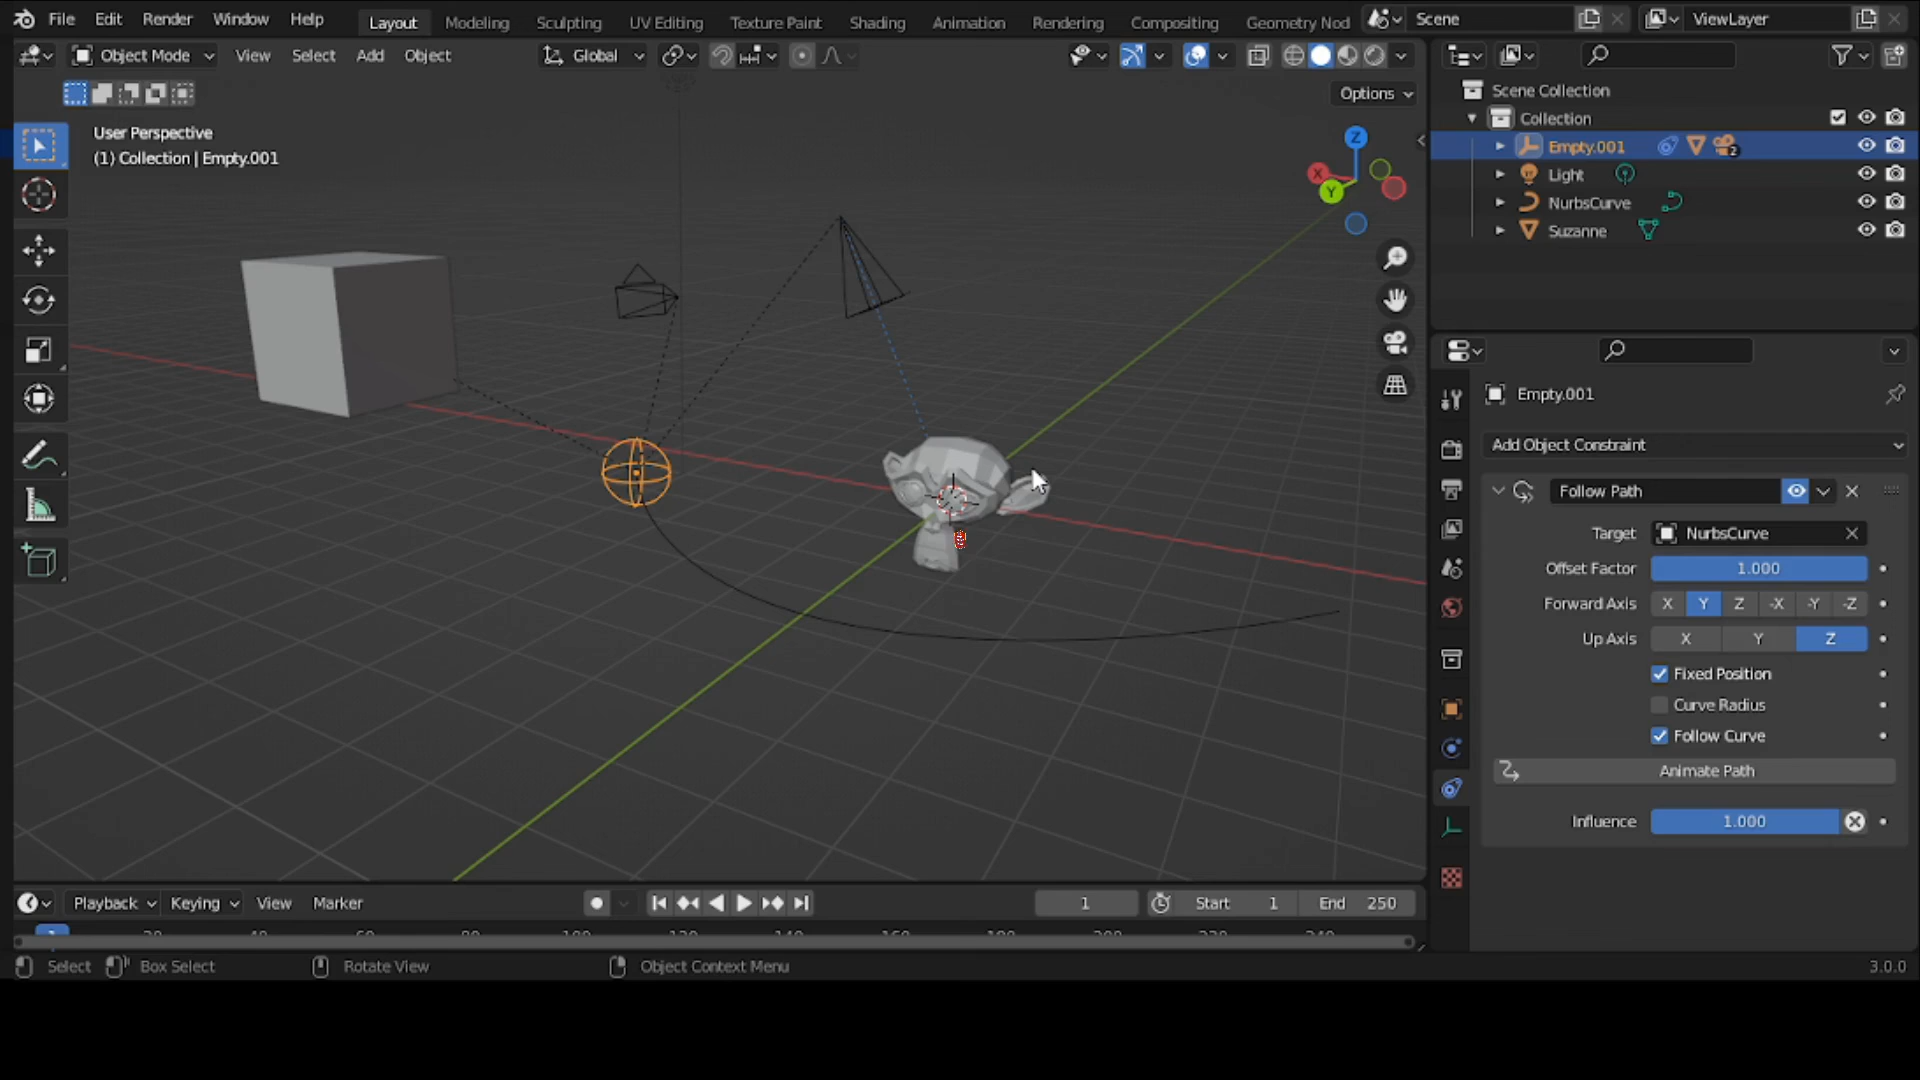 File Edit Render Window Help Layout Modeling Sculpting UV Editing Texture Paint Shading Animation Rendering Compositing Geometry Nod Scene ViewLayer
Object Mode View Select Add Object Global
Options
User Perspective
(1) Collection | Empty.001
Z
X
Y
Scene Collection
Collection
Empty.001 2
Light
NurbsCurve
Suzanne
Empty.001
Add Object Constraint
Follow Path
Target NurbsCurve
Offset Factor 1.000
Forward Axis X Y Z -X -Y -Z
Up Axis X Y Z
Fixed Position
Curve Radius
Follow Curve
Animate Path
Influence 1.000
Playback Keying View Marker 1 Start 1 End 250
Select Box Select Rotate View Object Context Menu 3.0.0